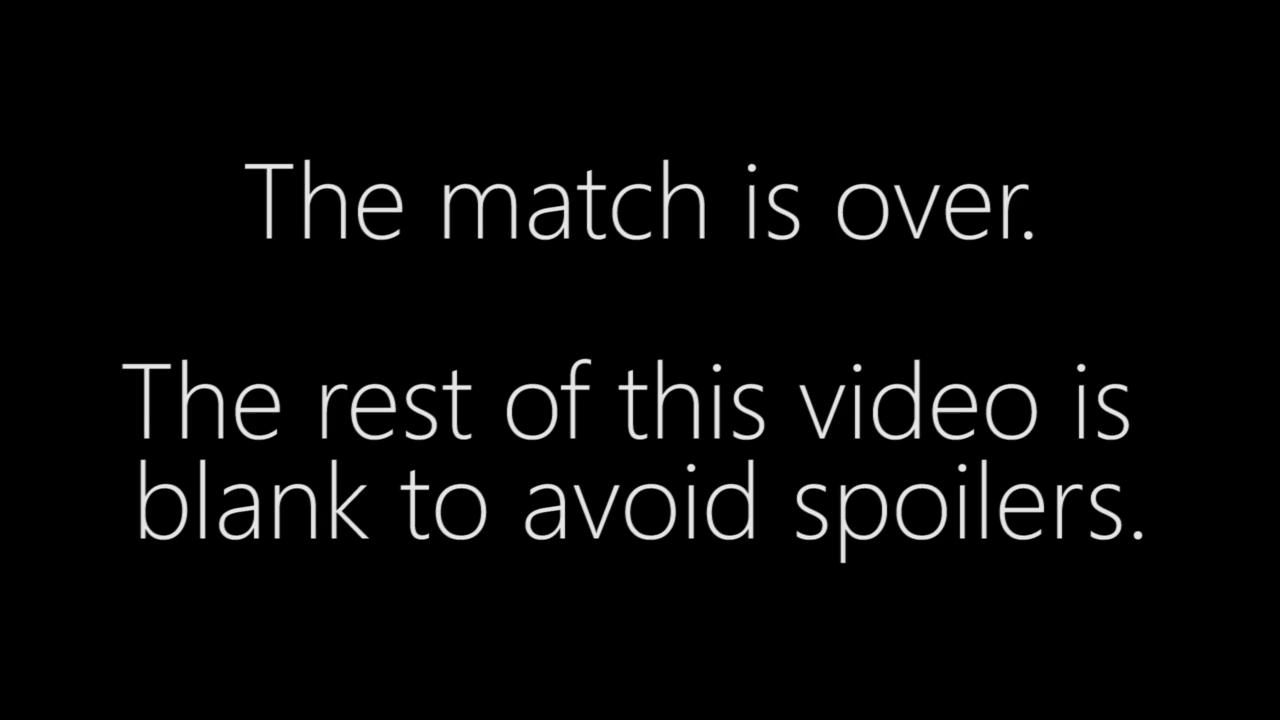 The match is over.
The rest of this video is
blank to avoid spoilers.